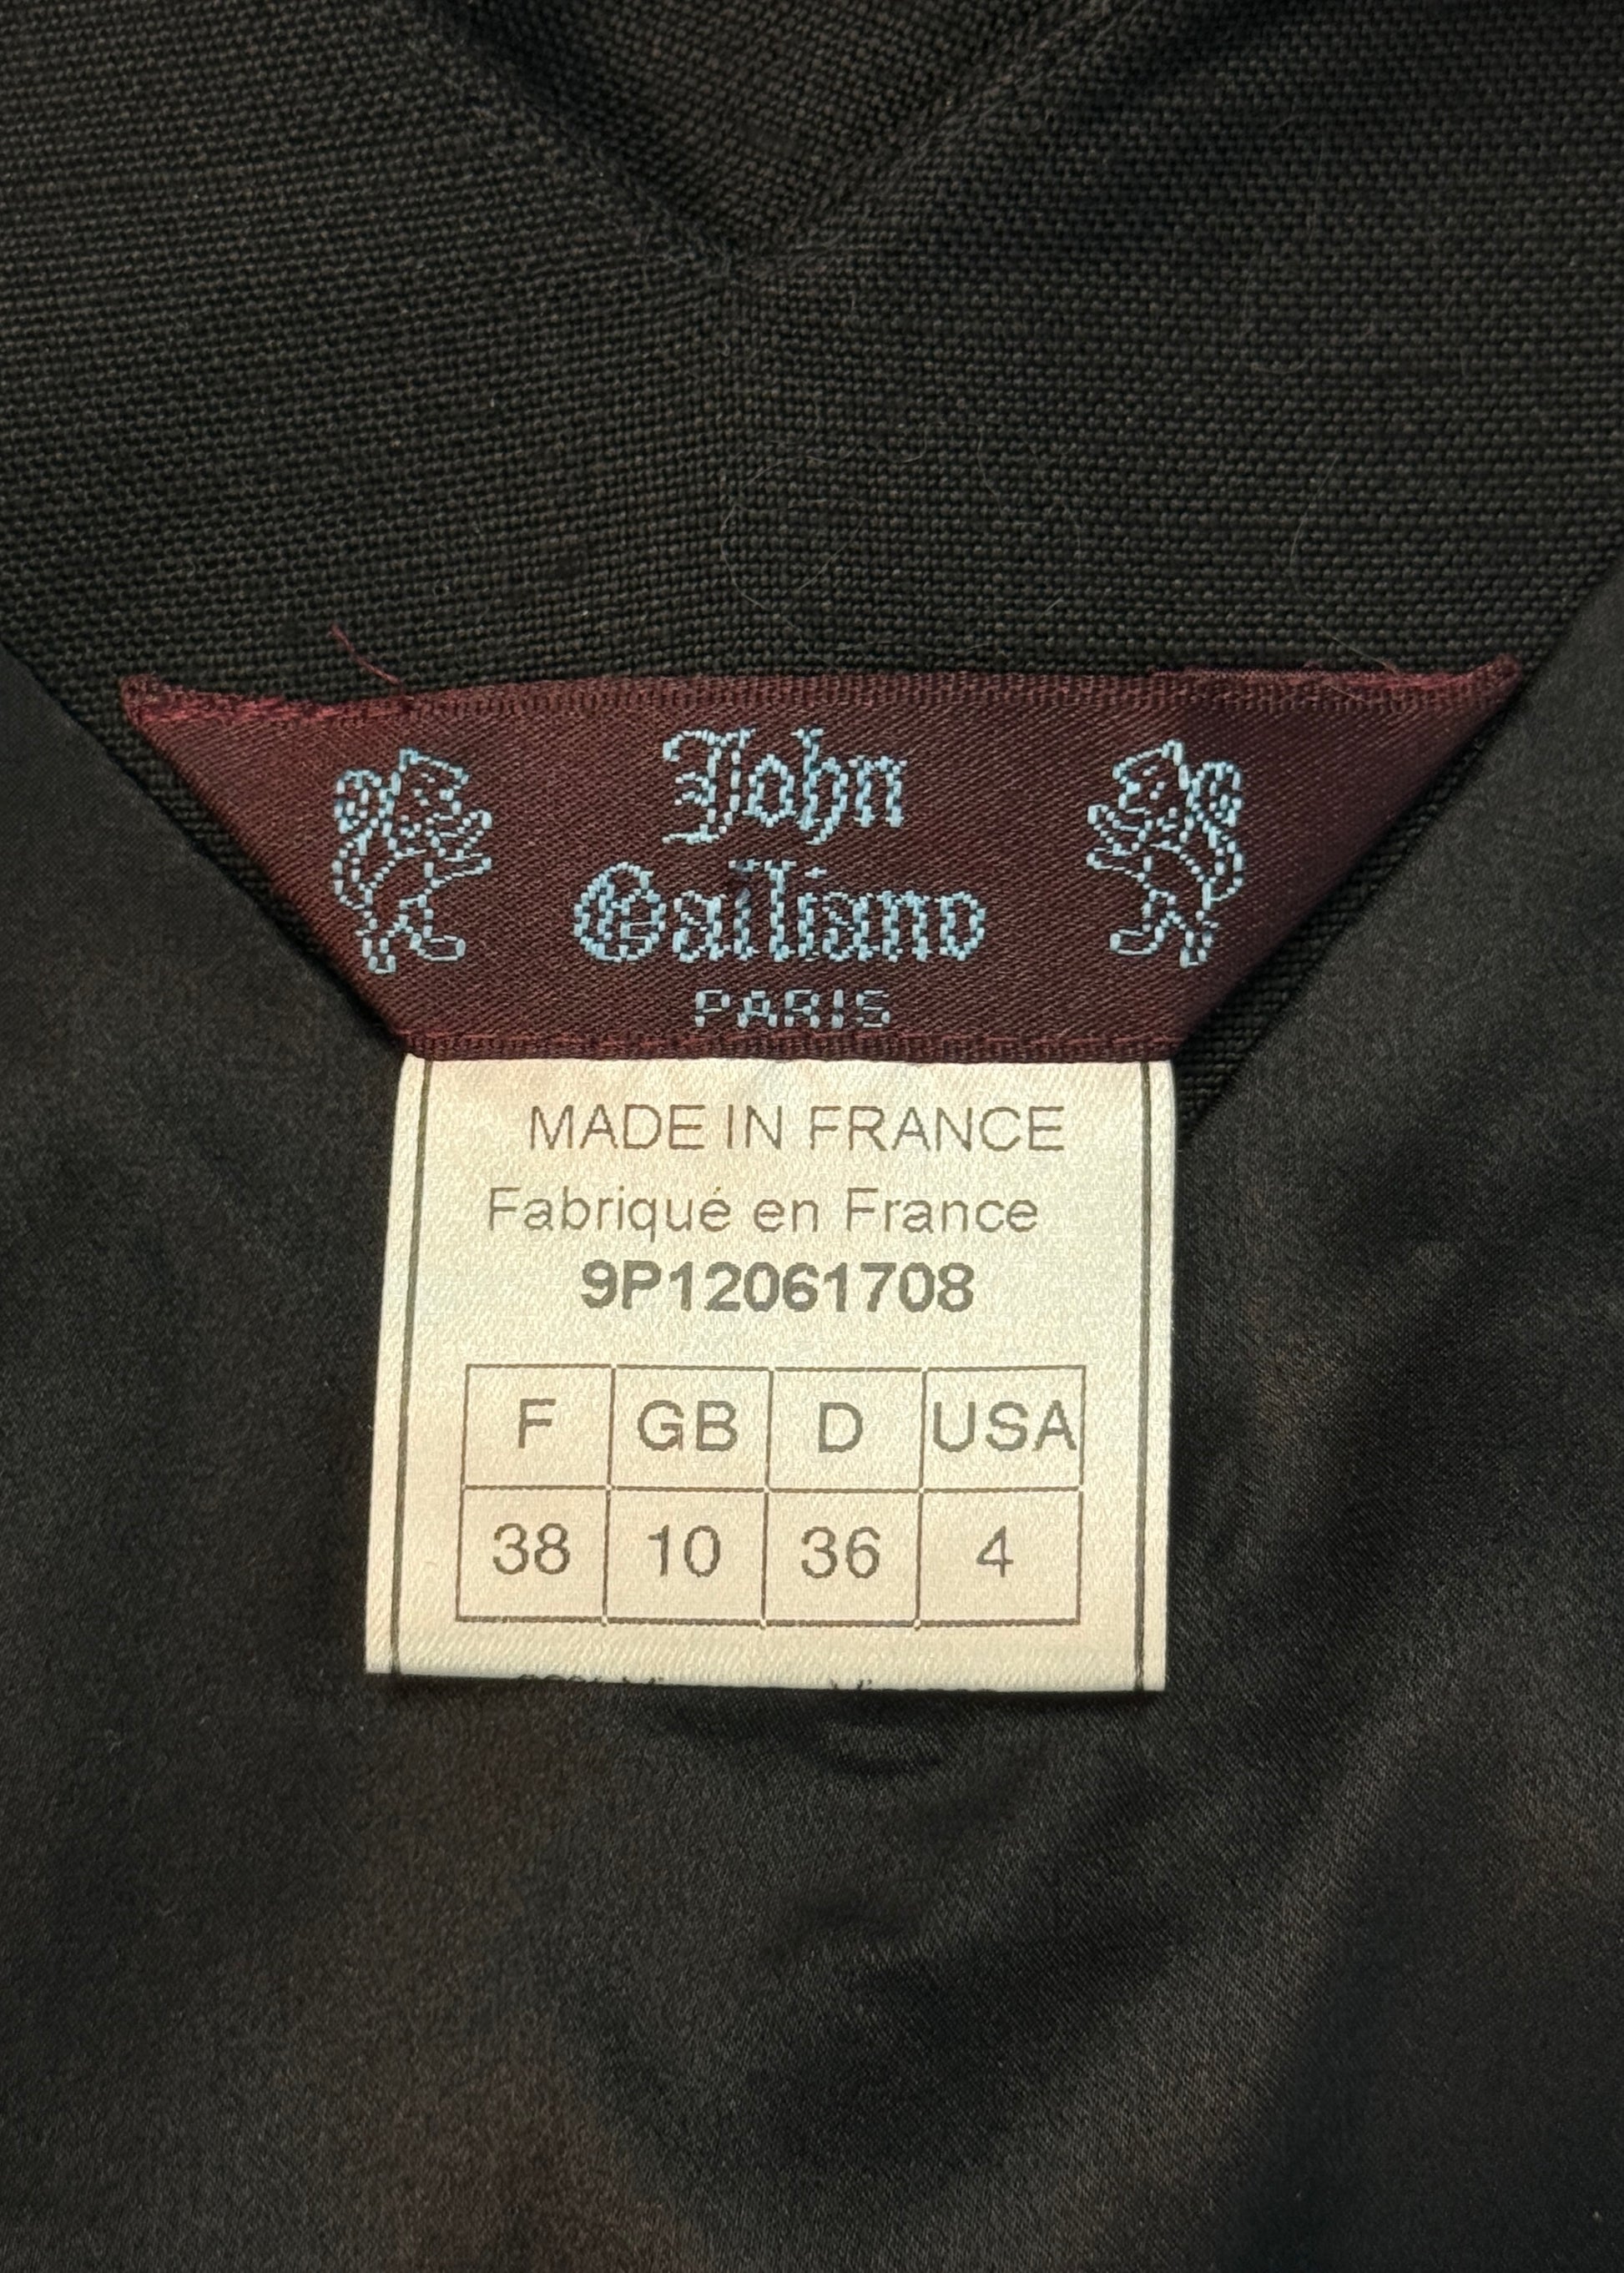 John
Galliano
PARIS
MADE IN FRANCE
Fabriqué en France
9P12061708
F GB D USA
38 10 36 4